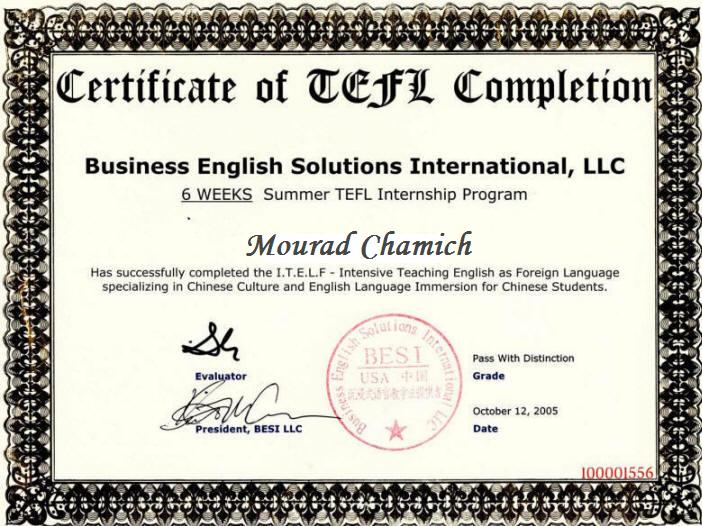 Certificate of TEFL Completion
Business English Solutions International, LLC
6 WEEKS Summer TEFL Internship Program
Mourad Chamich
Has successfully completed the I.T.E.L.F - Intensive Teaching English as Foreign Language
specializing in Chinese Culture and English Language Immersion for Chinese Students.
Evaluator
President, BESI LLC
Business English Solutions International LLC
BESI
USA 中国
Pass With Distinction
Grade
October 12, 2005
Date
100001556